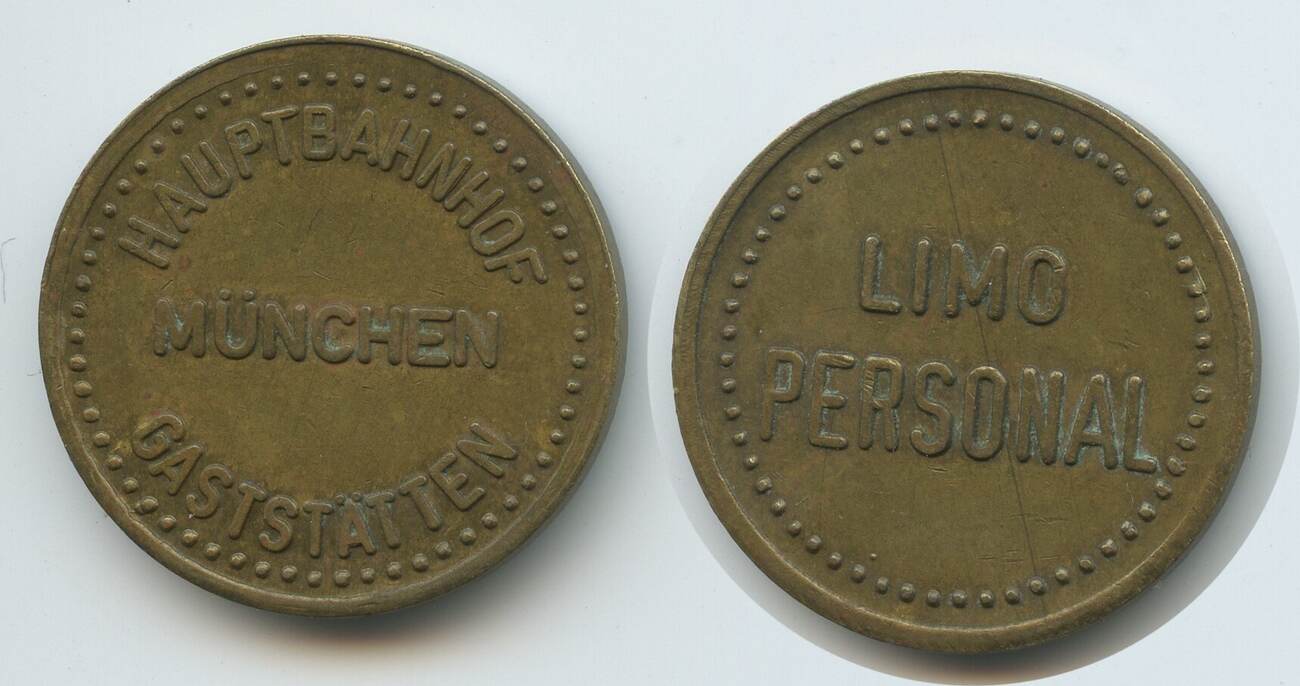 HAUPTBAHNHOF
MÜNCHEN
GASTSTÄTTEN
LIMO
PERSONAL